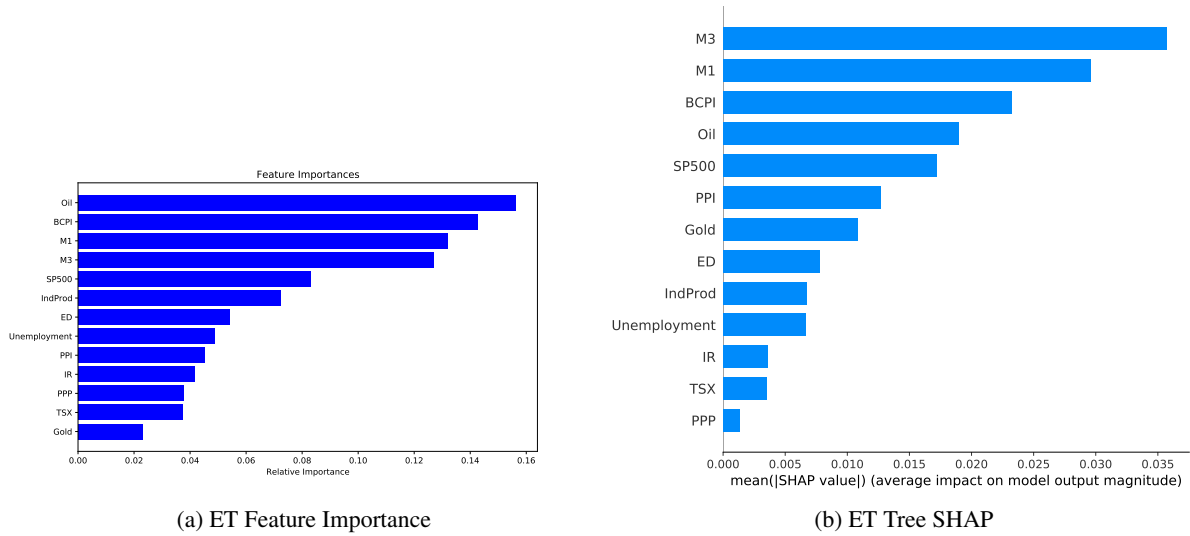 Feature Importances
Oil
BCPI
M1
M3
SP500
IndProd
ED
Unemployment
PPI
IR
PPP
TSX
Gold
0.00 0.02 0.04 0.06 0.08 0.10 0.12 0.14 0.16
Relative Importance
(a) ET Feature Importance
M3
M1
BCPI
Oil
SP500
PPI
Gold
ED
IndProd
Unemployment
IR
TSX
PPP
0.000 0.005 0.010 0.015 0.020 0.025 0.030 0.035
mean(|SHAP value|) (average impact on model output magnitude)
(b) ET Tree SHAP